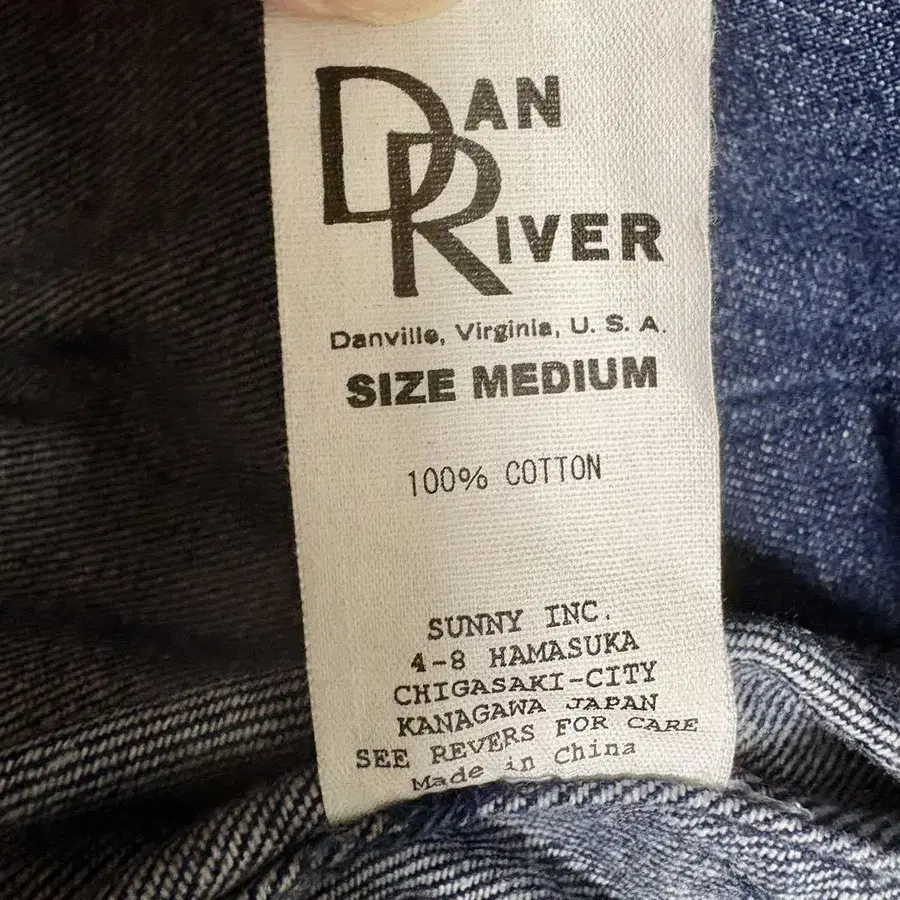 DAN
RIVER
Danville, Virginia, U. S. A.
SIZE MEDIUM
100% COTTON
SUNNY INC.
4-8 HAMASUKA
CHIGASAKI-CITY
KANAGAWA JAPAN
SEE REVERS FOR CARE
Made in China